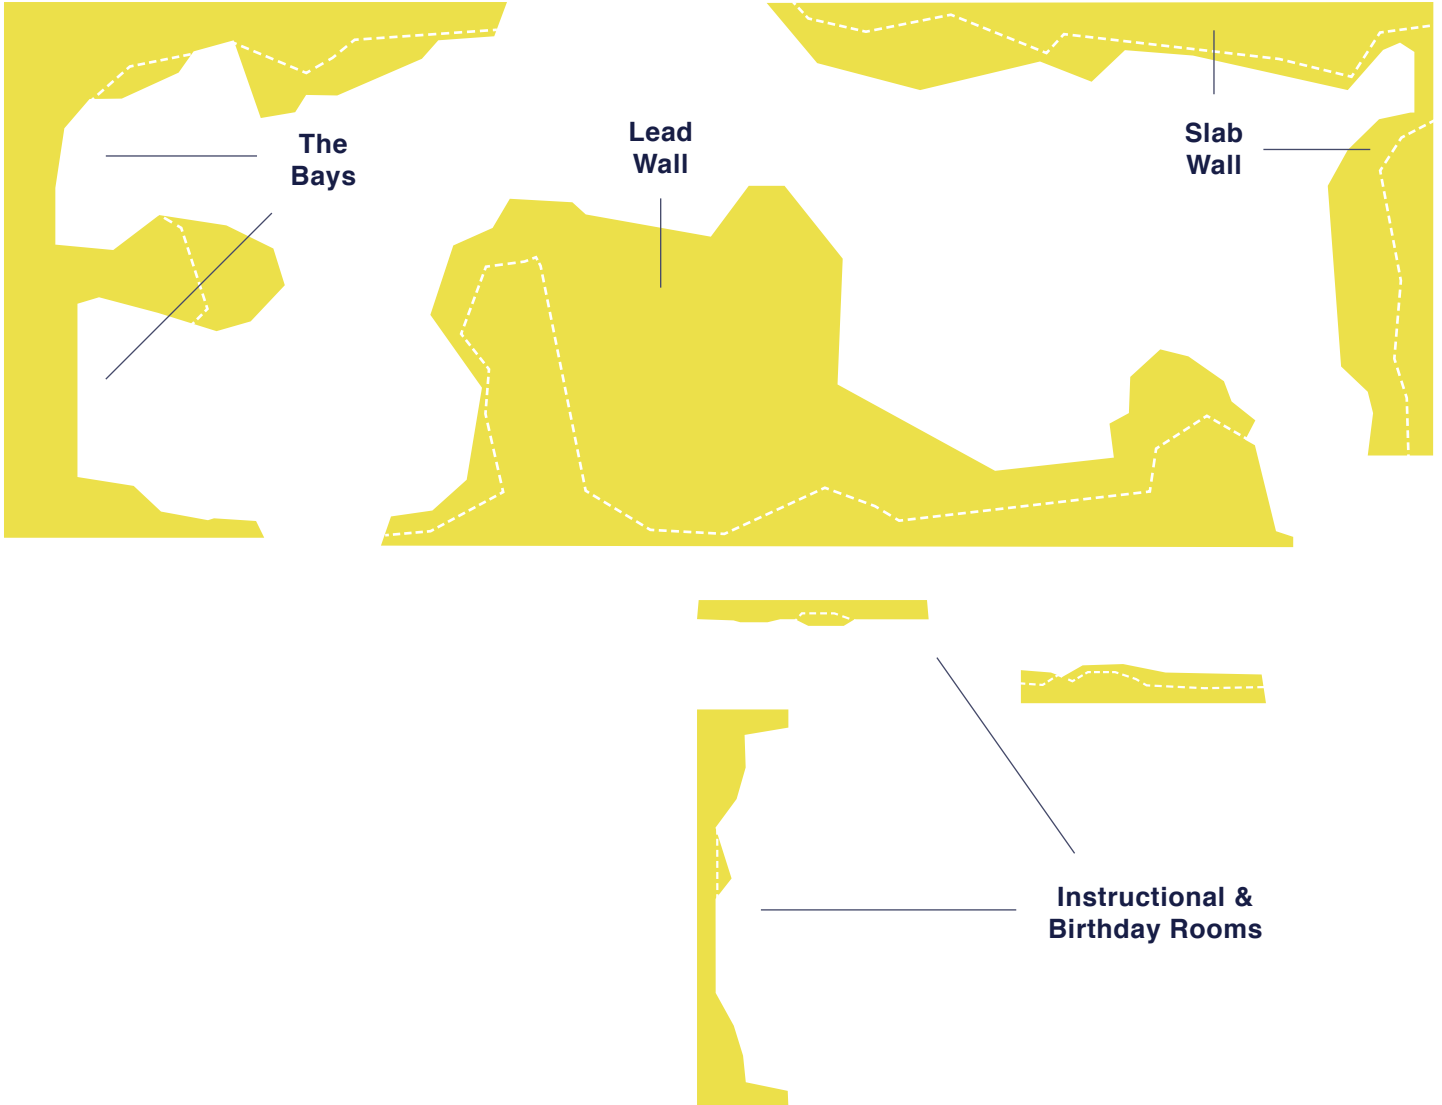 The
Bays
Lead
Wall
Slab
Wall
Instructional &
Birthday Rooms